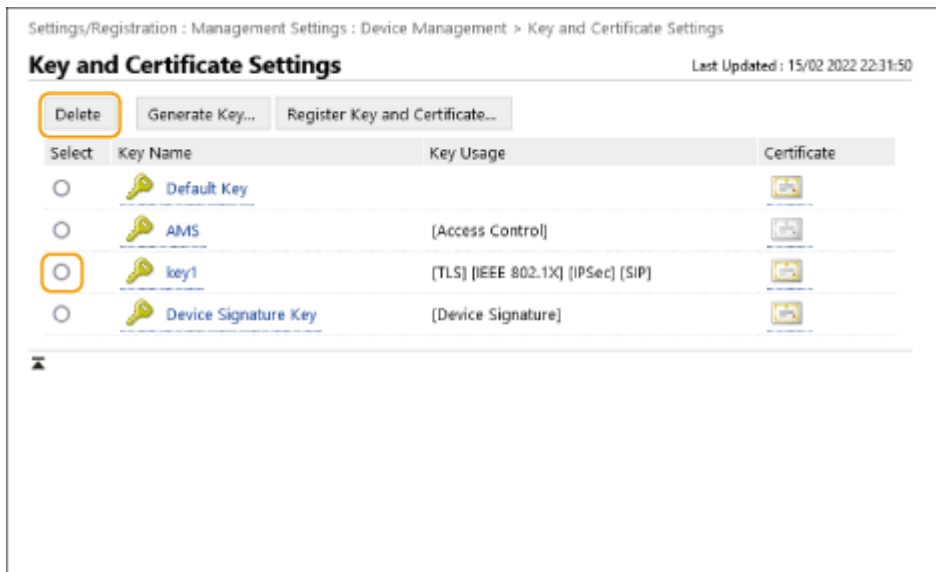 Settings/Registration : Management Settings : Device Management > Key and Certificate Settings
Key and Certificate Settings Last Updated : 15/02 2022 22:31:50
Delete Generate Key... Register Key and Certificate...
Select Key Name Key Usage Certificate
Default Key
AMS [Access Control]
key1 [TLS] [IEEE 802.1X] [IPSec] [SIP]
Device Signature Key [Device Signature]